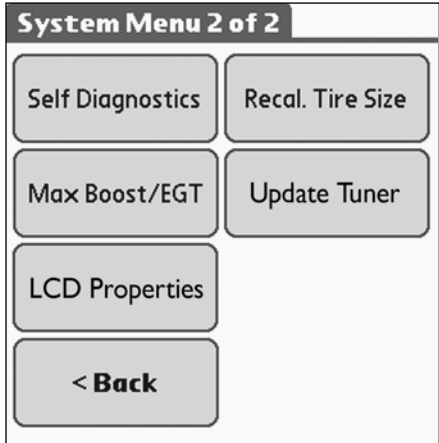 System Menu 2 of 2
Self Diagnostics
Recal. Tire Size
Max Boost/EGT
Update Tuner
LCD Properties
< Back